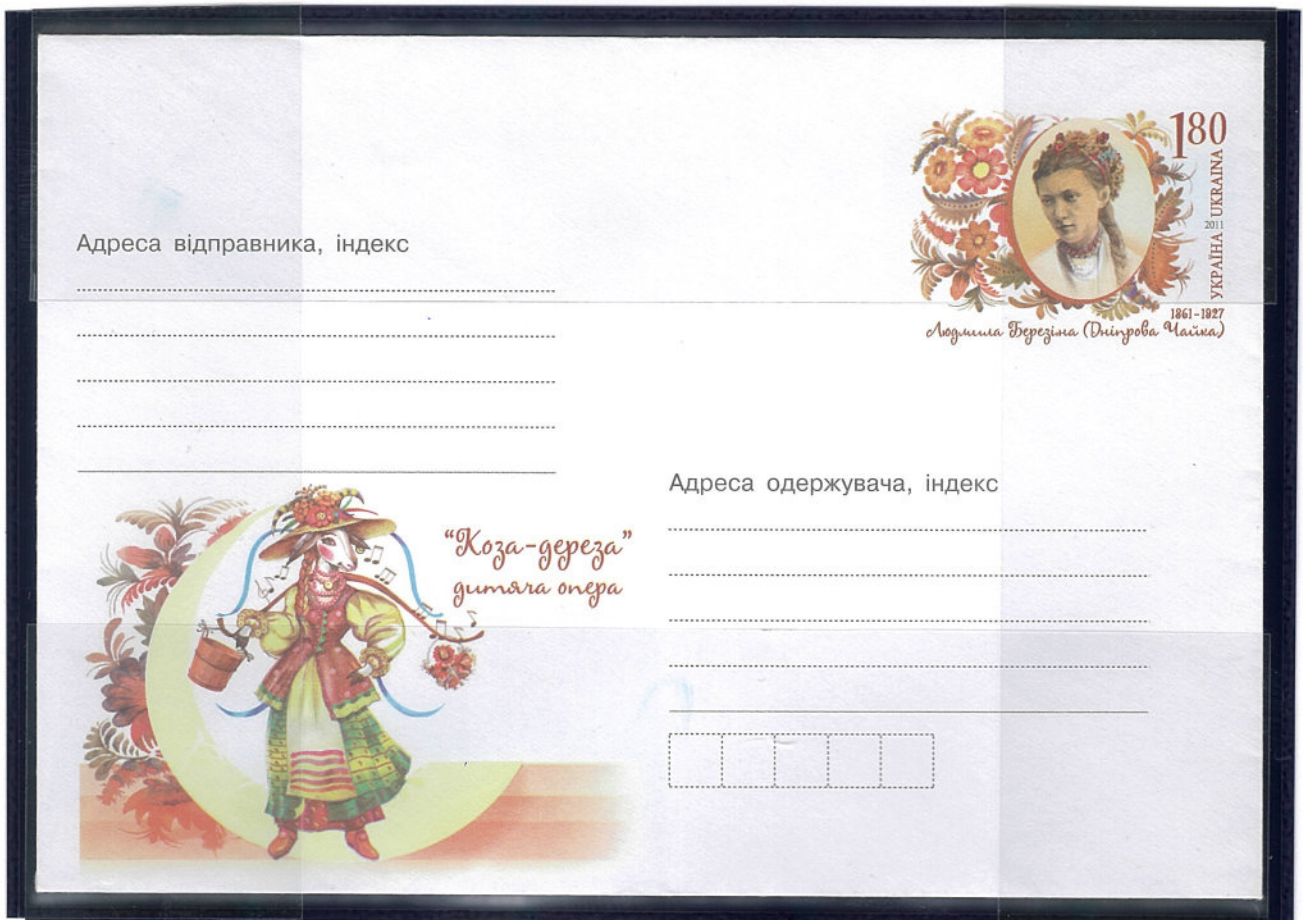 1.80
УКРАЇНА UKRAINA
2011
Адреса відправника, індекс
1861-1927
Людмила Березіна (Дніпрова Чайка)
Адреса одержувача, індекс
"Коза-дереза"
дитяча опера